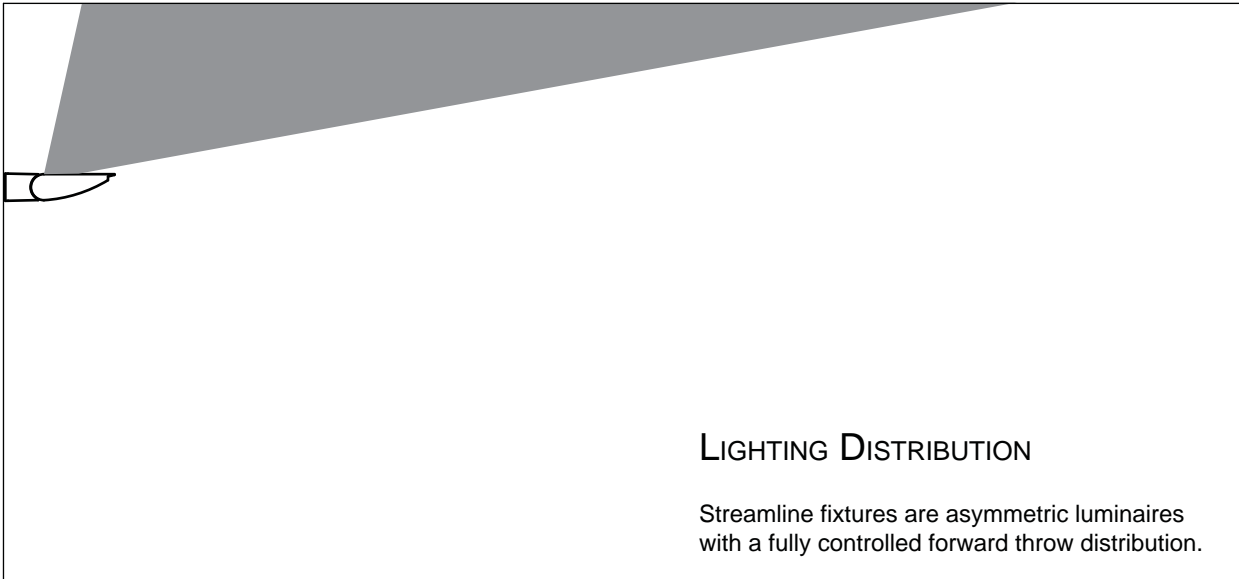 LIGHTING DISTRIBUTION
Streamline fixtures are asymmetric luminaires
with a fully controlled forward throw distribution.